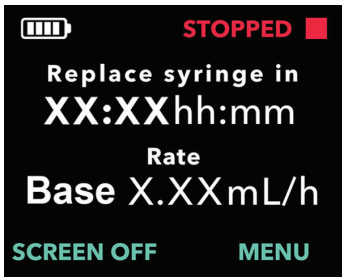 STOPPED
Replace syringe in
XX:XXhh:mm
Rate
Base X.XXmL/h
SCREEN OFF MENU